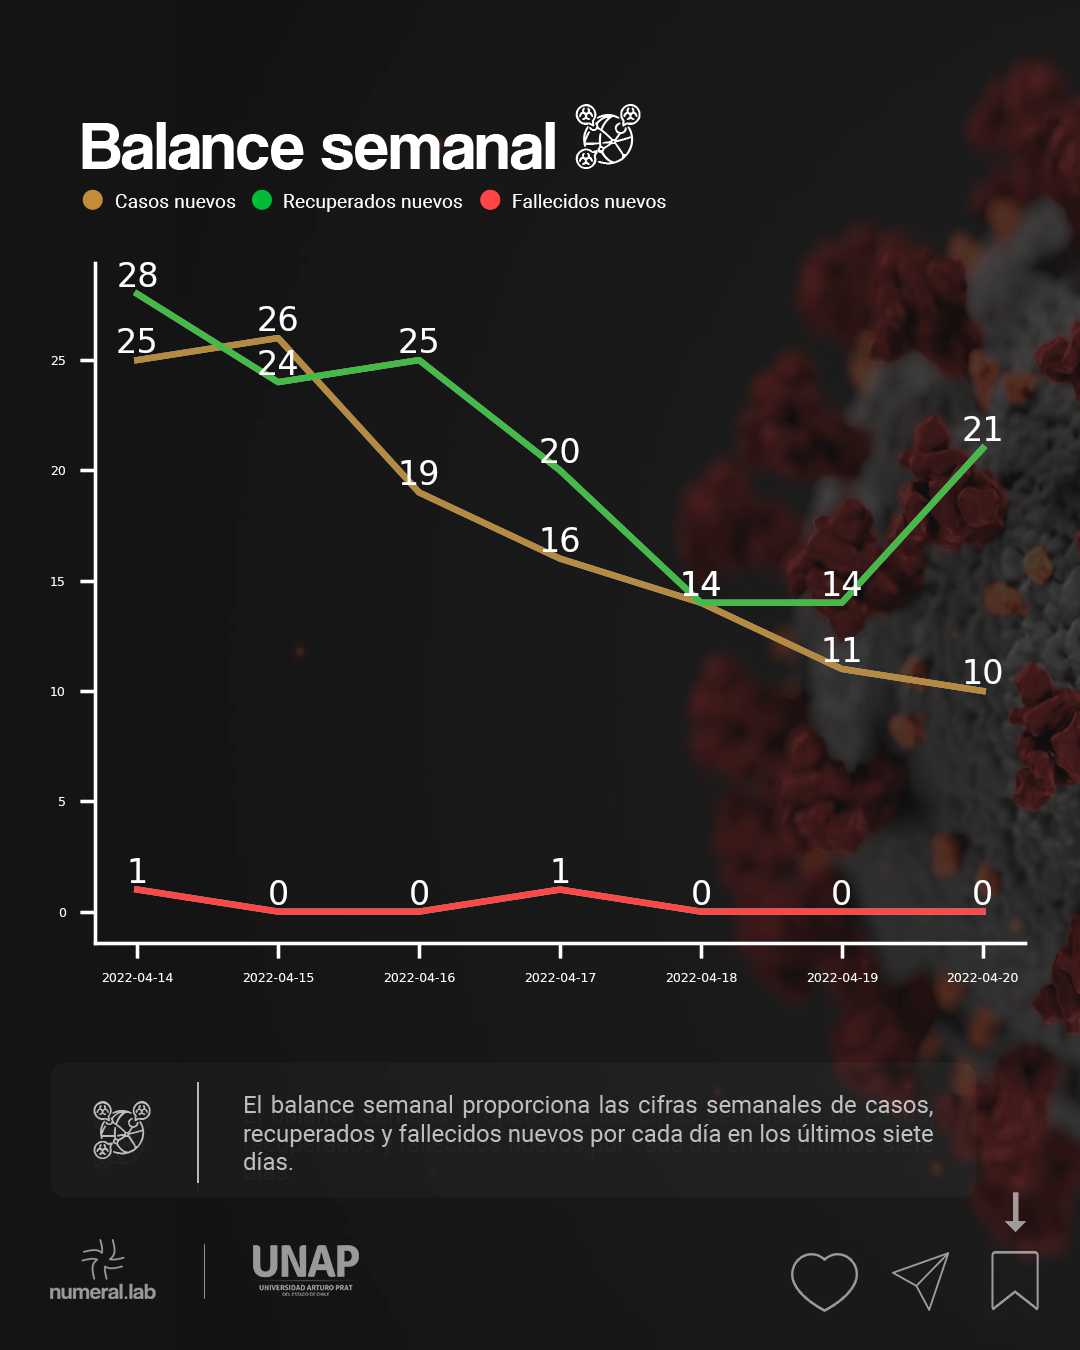 Balance semanal
Casos nuevos Recuperados nuevos Fallecidos nuevos
28
26
25 24 25
25
21
20
20
19
16
15
14 14
11
10
10
5
1 1
0 0 0 0 0
0
2022-04-14 2022-04-15 2022-04-16 2022-04-17 2022-04-18 2022-04-19 2022-04-20
El balance semanal proporciona las cifras semanales de casos,
recuperados y fallecidos nuevos por cada día en los últimos siete
días.
numeral.lab
UNAP
UNIVERSIDAD ARTURO PRAT
DEL ESTADO DE CHILE